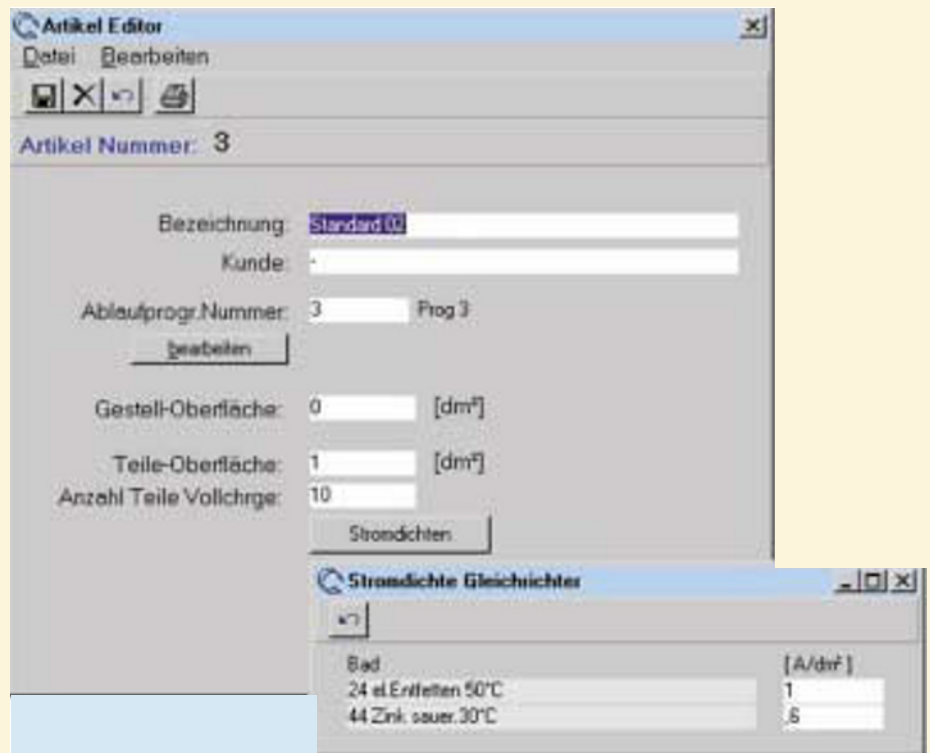 Artikel Editor
Datei Bearbeiten
Artikel Nummer: 3
Bezeichnung: Standard 02
Kunde: -
Ablaufprogr.Nummer: 3 Prog 3
bearbeiten
Gestell-Oberfläche: 0 [dm²]
Teile-Oberfläche: 1 [dm²]
Anzahl Teile Vollchrge: 10
Stromdichten
Stromdichte Gleichrichter
Bad [A/dm²]
24 el.Entfetten 50°C 1
44 Zink sauer.30°C .6